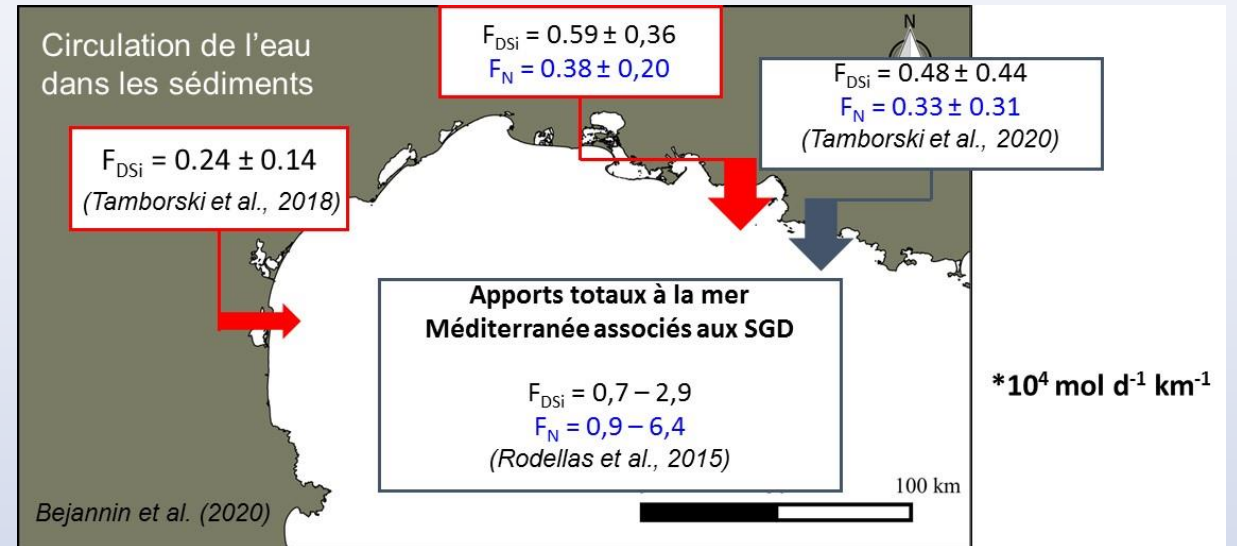 Circulation de l'eau
dans les sédiments
F_DSi = 0.59 ± 0,36
F_N = 0.38 ± 0,20
N
F_DSi = 0.48 ± 0.44
F_N = 0.33 ± 0.31
(Tamborski et al., 2020)
F_DSi = 0.24 ± 0.14
(Tamborski et al., 2018)
Apports totaux à la mer
Méditerranée associés aux SGD
F_DSi = 0,7 – 2,9
F_N = 0,9 – 6,4
(Rodellas et al., 2015)
*10⁴ mol d⁻¹ km⁻¹
100 km
Bejannin et al. (2020)